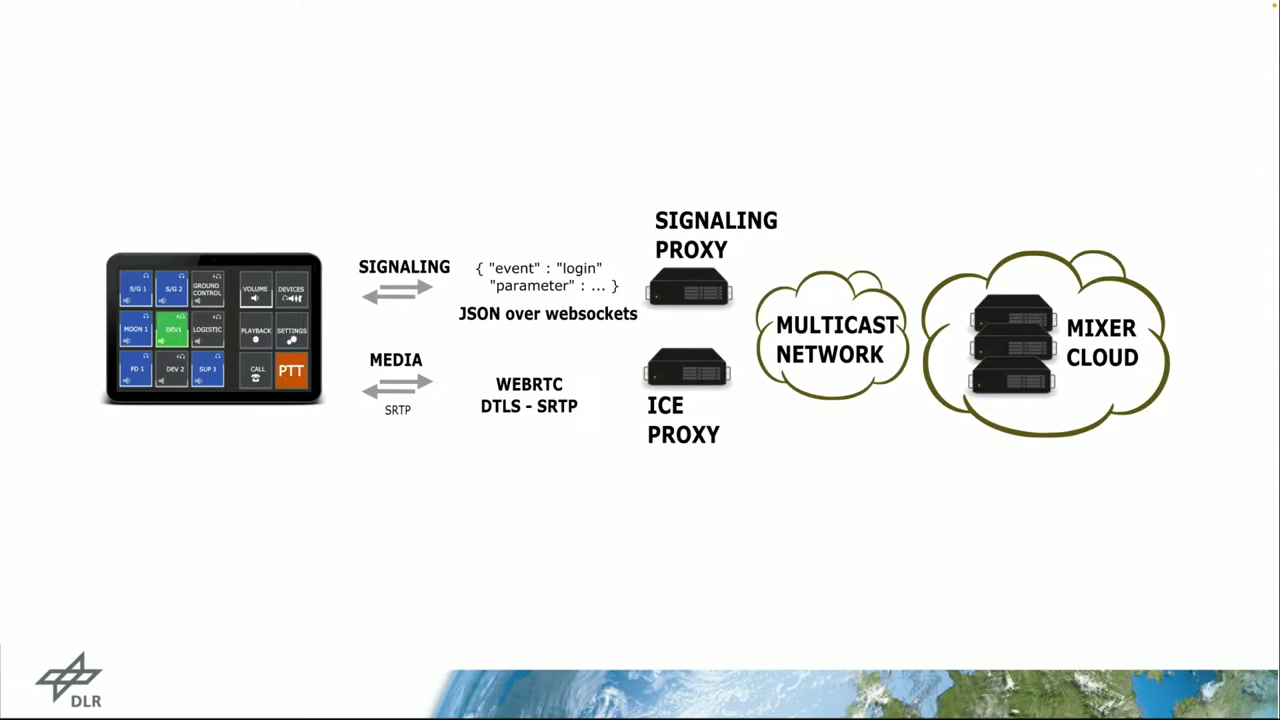 S/G 1
S/G 2
GROUND
CONTROL
VOLUME
DEVICES
MOON 1
DEV1
LOGISTIC
PLAYBACK
SETTINGS
FD 1
DEV 2
SUP 1
CALL
PTT
SIGNALING
{ "event" : "login"
"parameter" : ... }
JSON over websockets
MEDIA
SRTP
WEBRTC
DTLS - SRTP
SIGNALING
PROXY
ICE
PROXY
MULTICAST
NETWORK
MIXER
CLOUD
DLR